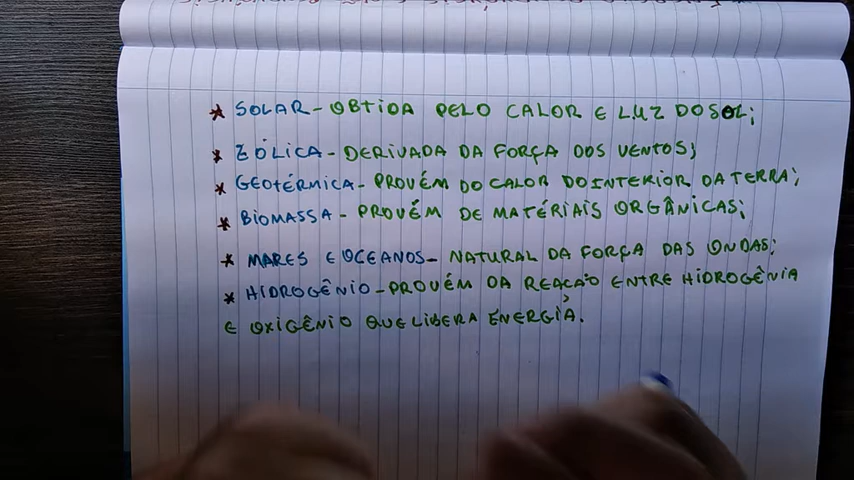 * SOLAR - OBTIDA PELO CALOR E LUZ DO SOL;
* EÓLICA - DERIVADA DA FORÇA DOS VENTOS;
* GEOTÉRMICA - PROVÉM DO CALOR DO INTERIOR DA TERRA;
* BIOMASSA - PROVÉM DE MATÉRIAIS ORGÂNICAS;
* MARES E OCEANOS - NATURAL DA FORÇA DAS ONDAS;
* HIDROGÊNIO - PROVÉM DA REAÇÃO ENTRE HIDROGÊNIA
E OXIGÊNIO QUE LIBERA ENERGIA.